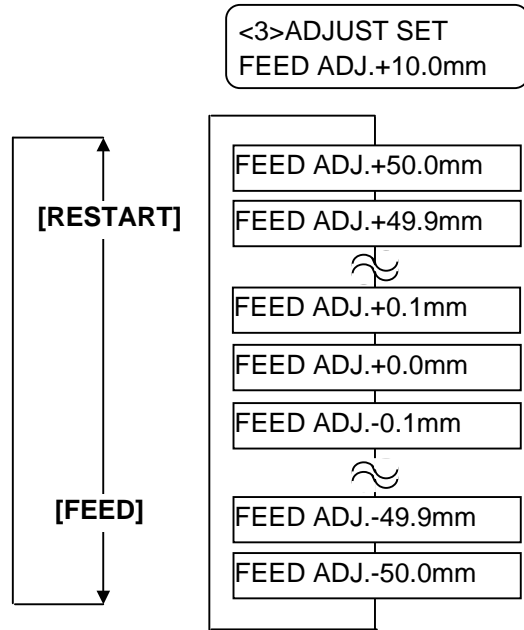 <3>ADJUST SET
FEED ADJ.+10.0mm
FEED ADJ.+50.0mm
[RESTART]
FEED ADJ.+49.9mm
FEED ADJ.+0.1mm
FEED ADJ.+0.0mm
FEED ADJ.-0.1mm
[FEED]
FEED ADJ.-49.9mm
FEED ADJ.-50.0mm